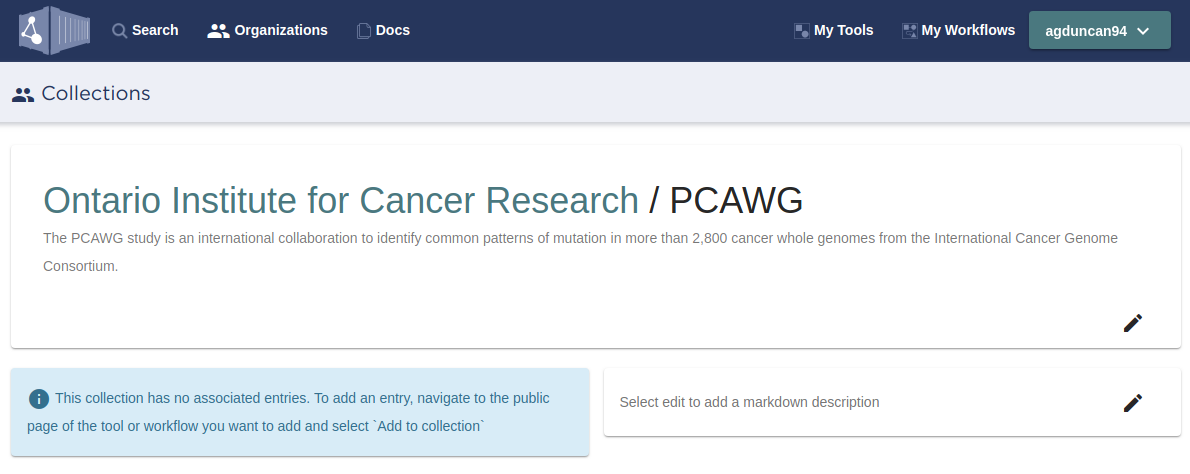 Search Organizations Docs My Tools My Workflows agduncan94
Collections
Ontario Institute for Cancer Research / PCAWG
The PCAWG study is an international collaboration to identify common patterns of mutation in more than 2,800 cancer whole genomes from the International Cancer Genome
Consortium.
This collection has no associated entries. To add an entry, navigate to the public
page of the tool or workflow you want to add and select `Add to collection`
Select edit to add a markdown description